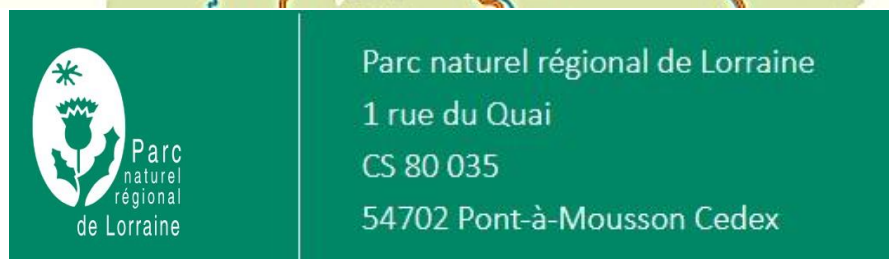 Parc
naturel
régional
de Lorraine
Parc naturel régional de Lorraine
1 rue du Quai
CS 80 035
54702 Pont-à-Mousson Cedex